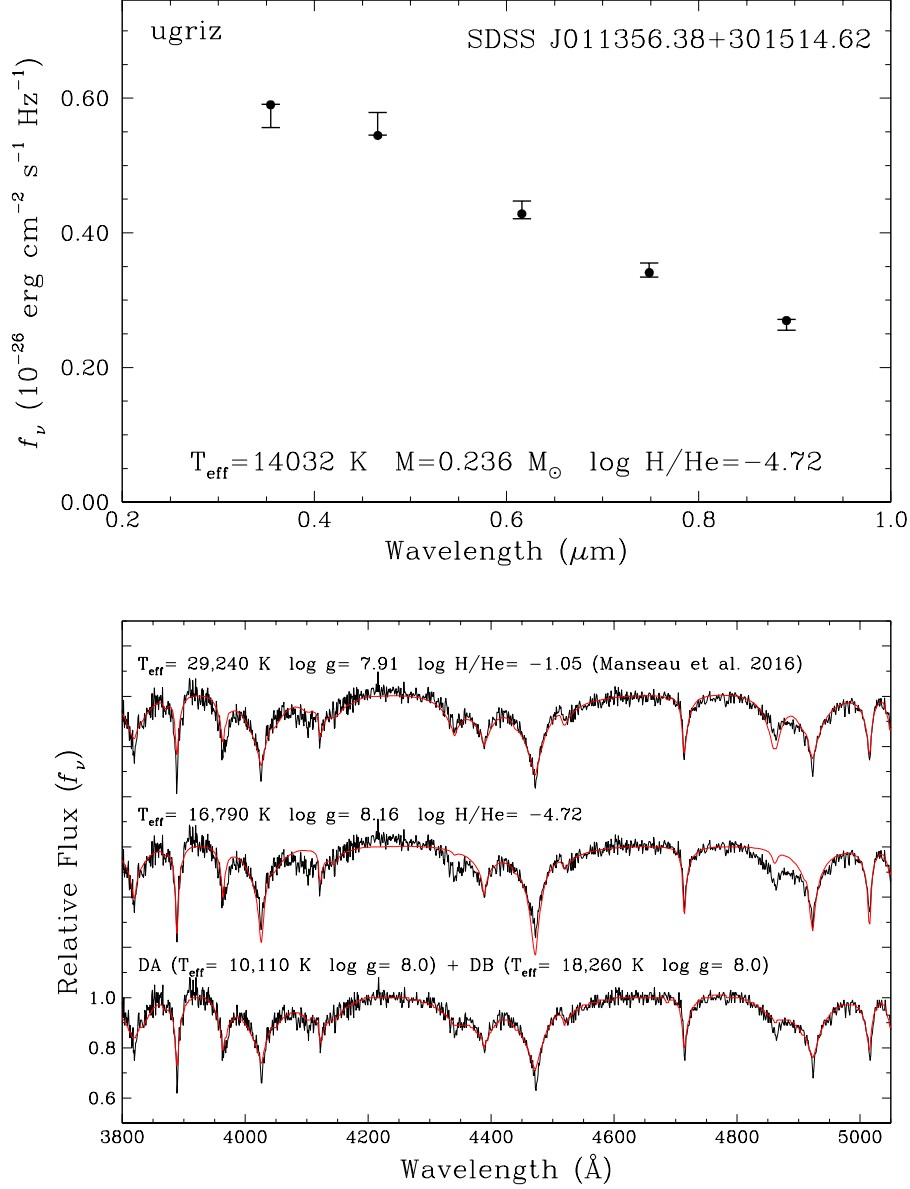 ugriz
SDSS J011356.38+301514.62
f_ν (10^−26 erg cm^−2 s^−1 Hz^−1)
0.60
0.40
0.20
0.00
T_eff=14032 K M=0.236 M_⊙ log H/He=−4.72
0.2 0.4 0.6 0.8 1.0
Wavelength (μm)
Relative Flux (f_ν)
T_eff= 29,240 K log g= 7.91 log H/He= −1.05 (Manseau et al. 2016)
T_eff= 16,790 K log g= 8.16 log H/He= −4.72
DA (T_eff= 10,110 K log g= 8.0) + DB (T_eff= 18,260 K log g= 8.0)
1.0
0.8
0.6
3800 4000 4200 4400 4600 4800 5000
Wavelength (Å)